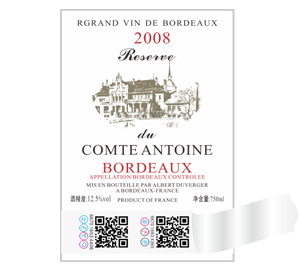 RGRAND VIN DE BORDEAUX
2008
Reserve
du
COMTE ANTOINE
BORDEAUX
APPELLATION BORDEAUX CONTROLEE
MIS EN BOUTEILLE PAR ALBERT DUVERGER
A BORDEAUX-FRANCE
酒精度:12.5%vol PRODUCT OF FRANCE 净含量:750ml